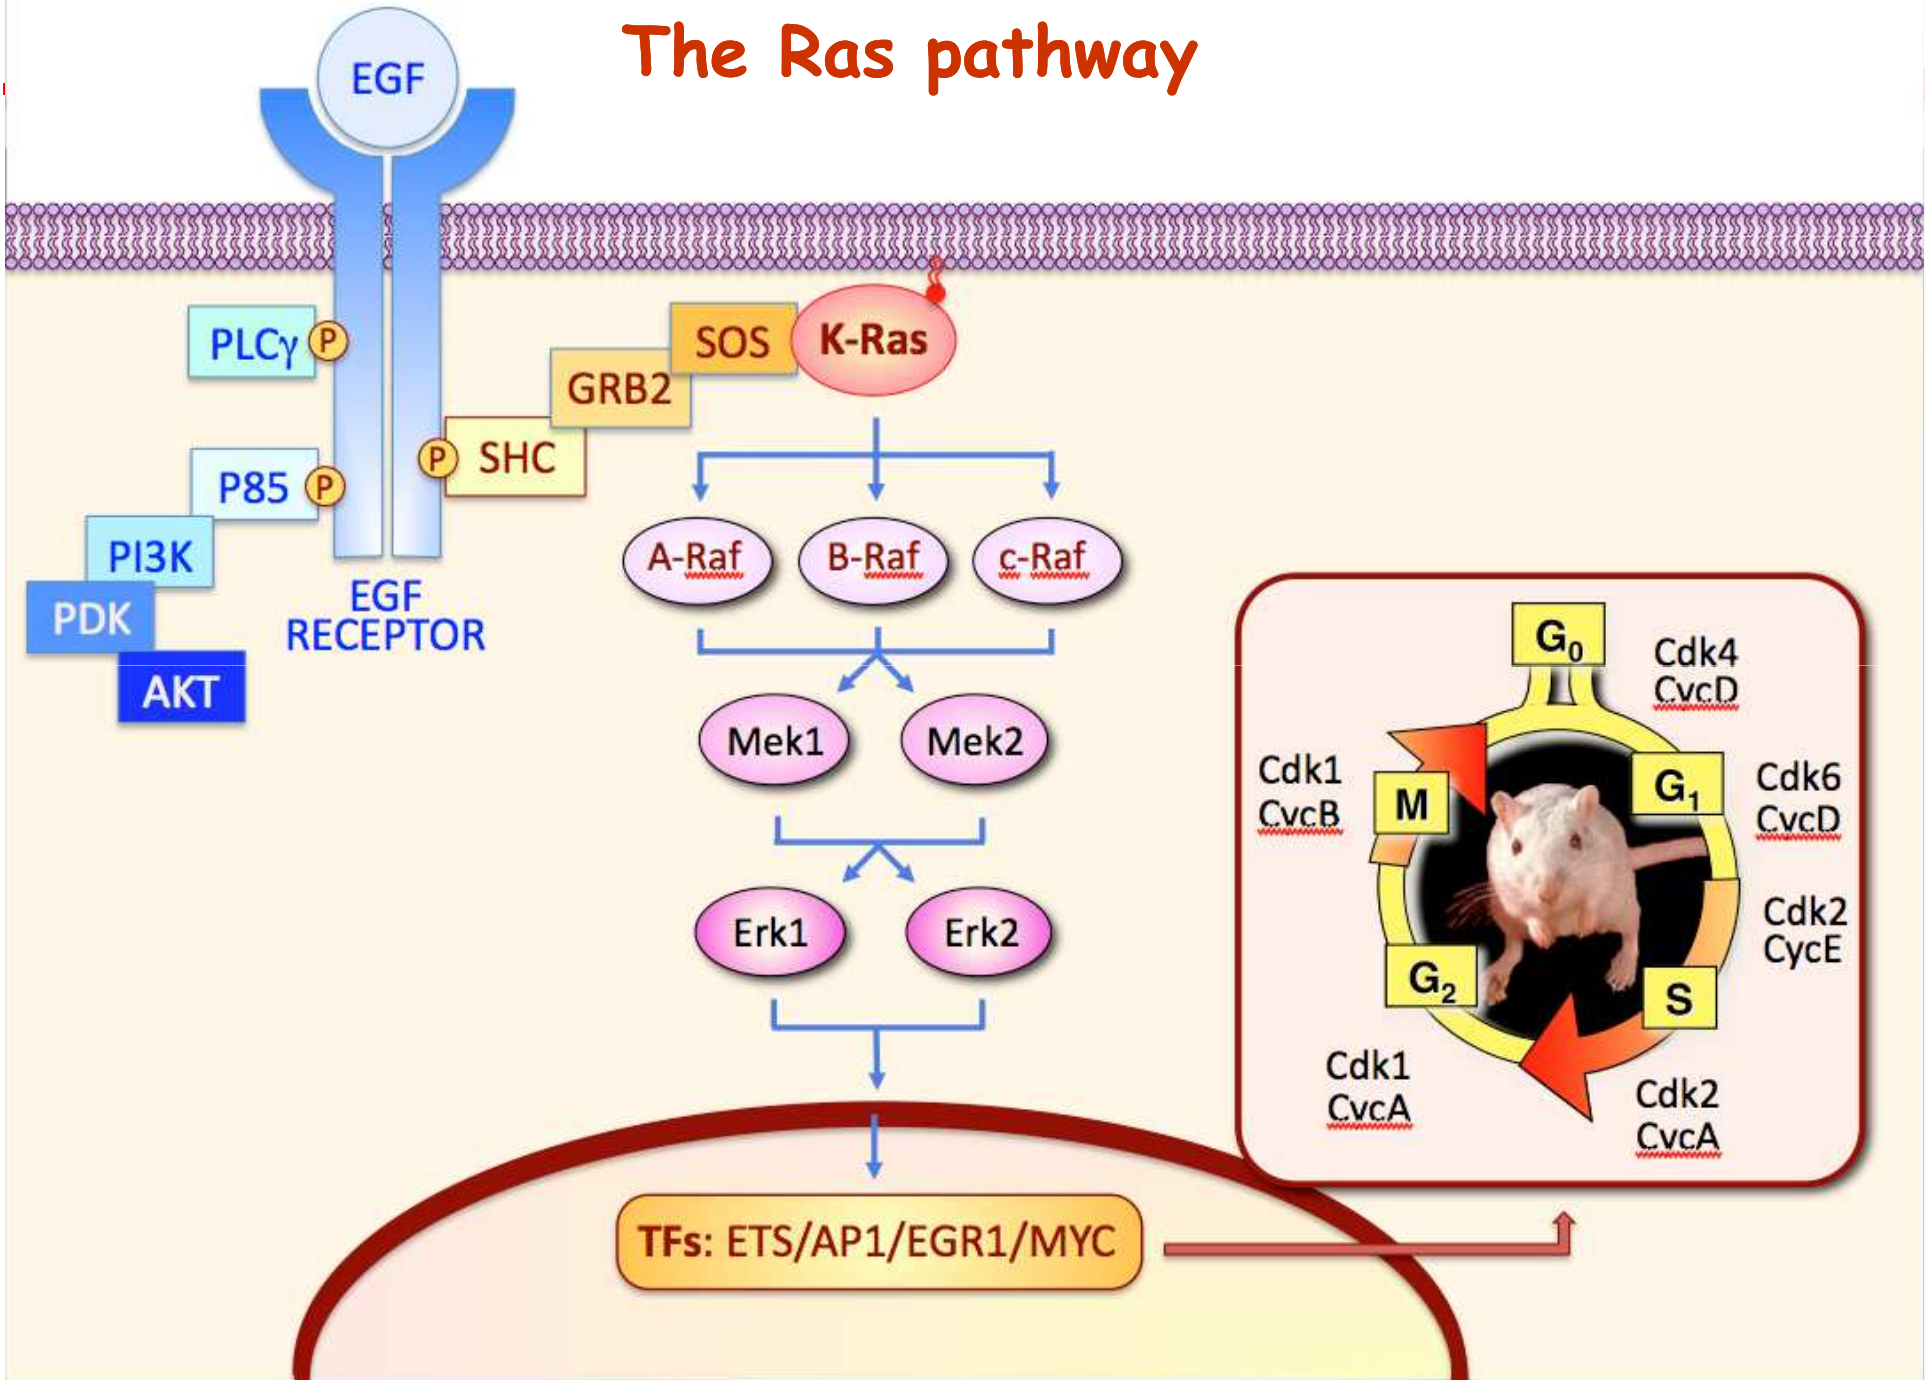 The Ras pathway
EGF
PLCγ
P
SOS
K-Ras
GRB2
P
SHC
P85
P
PI3K
PDK
AKT
EGF
RECEPTOR
A-Raf
B-Raf
c-Raf
Mek1
Mek2
Erk1
Erk2
TFs: ETS/AP1/EGR1/MYC
G₀
Cdk4
CycD
G₁
Cdk6
CycD
Cdk2
CycE
S
Cdk2
CycA
G₂
Cdk1
CycA
M
Cdk1
CycB